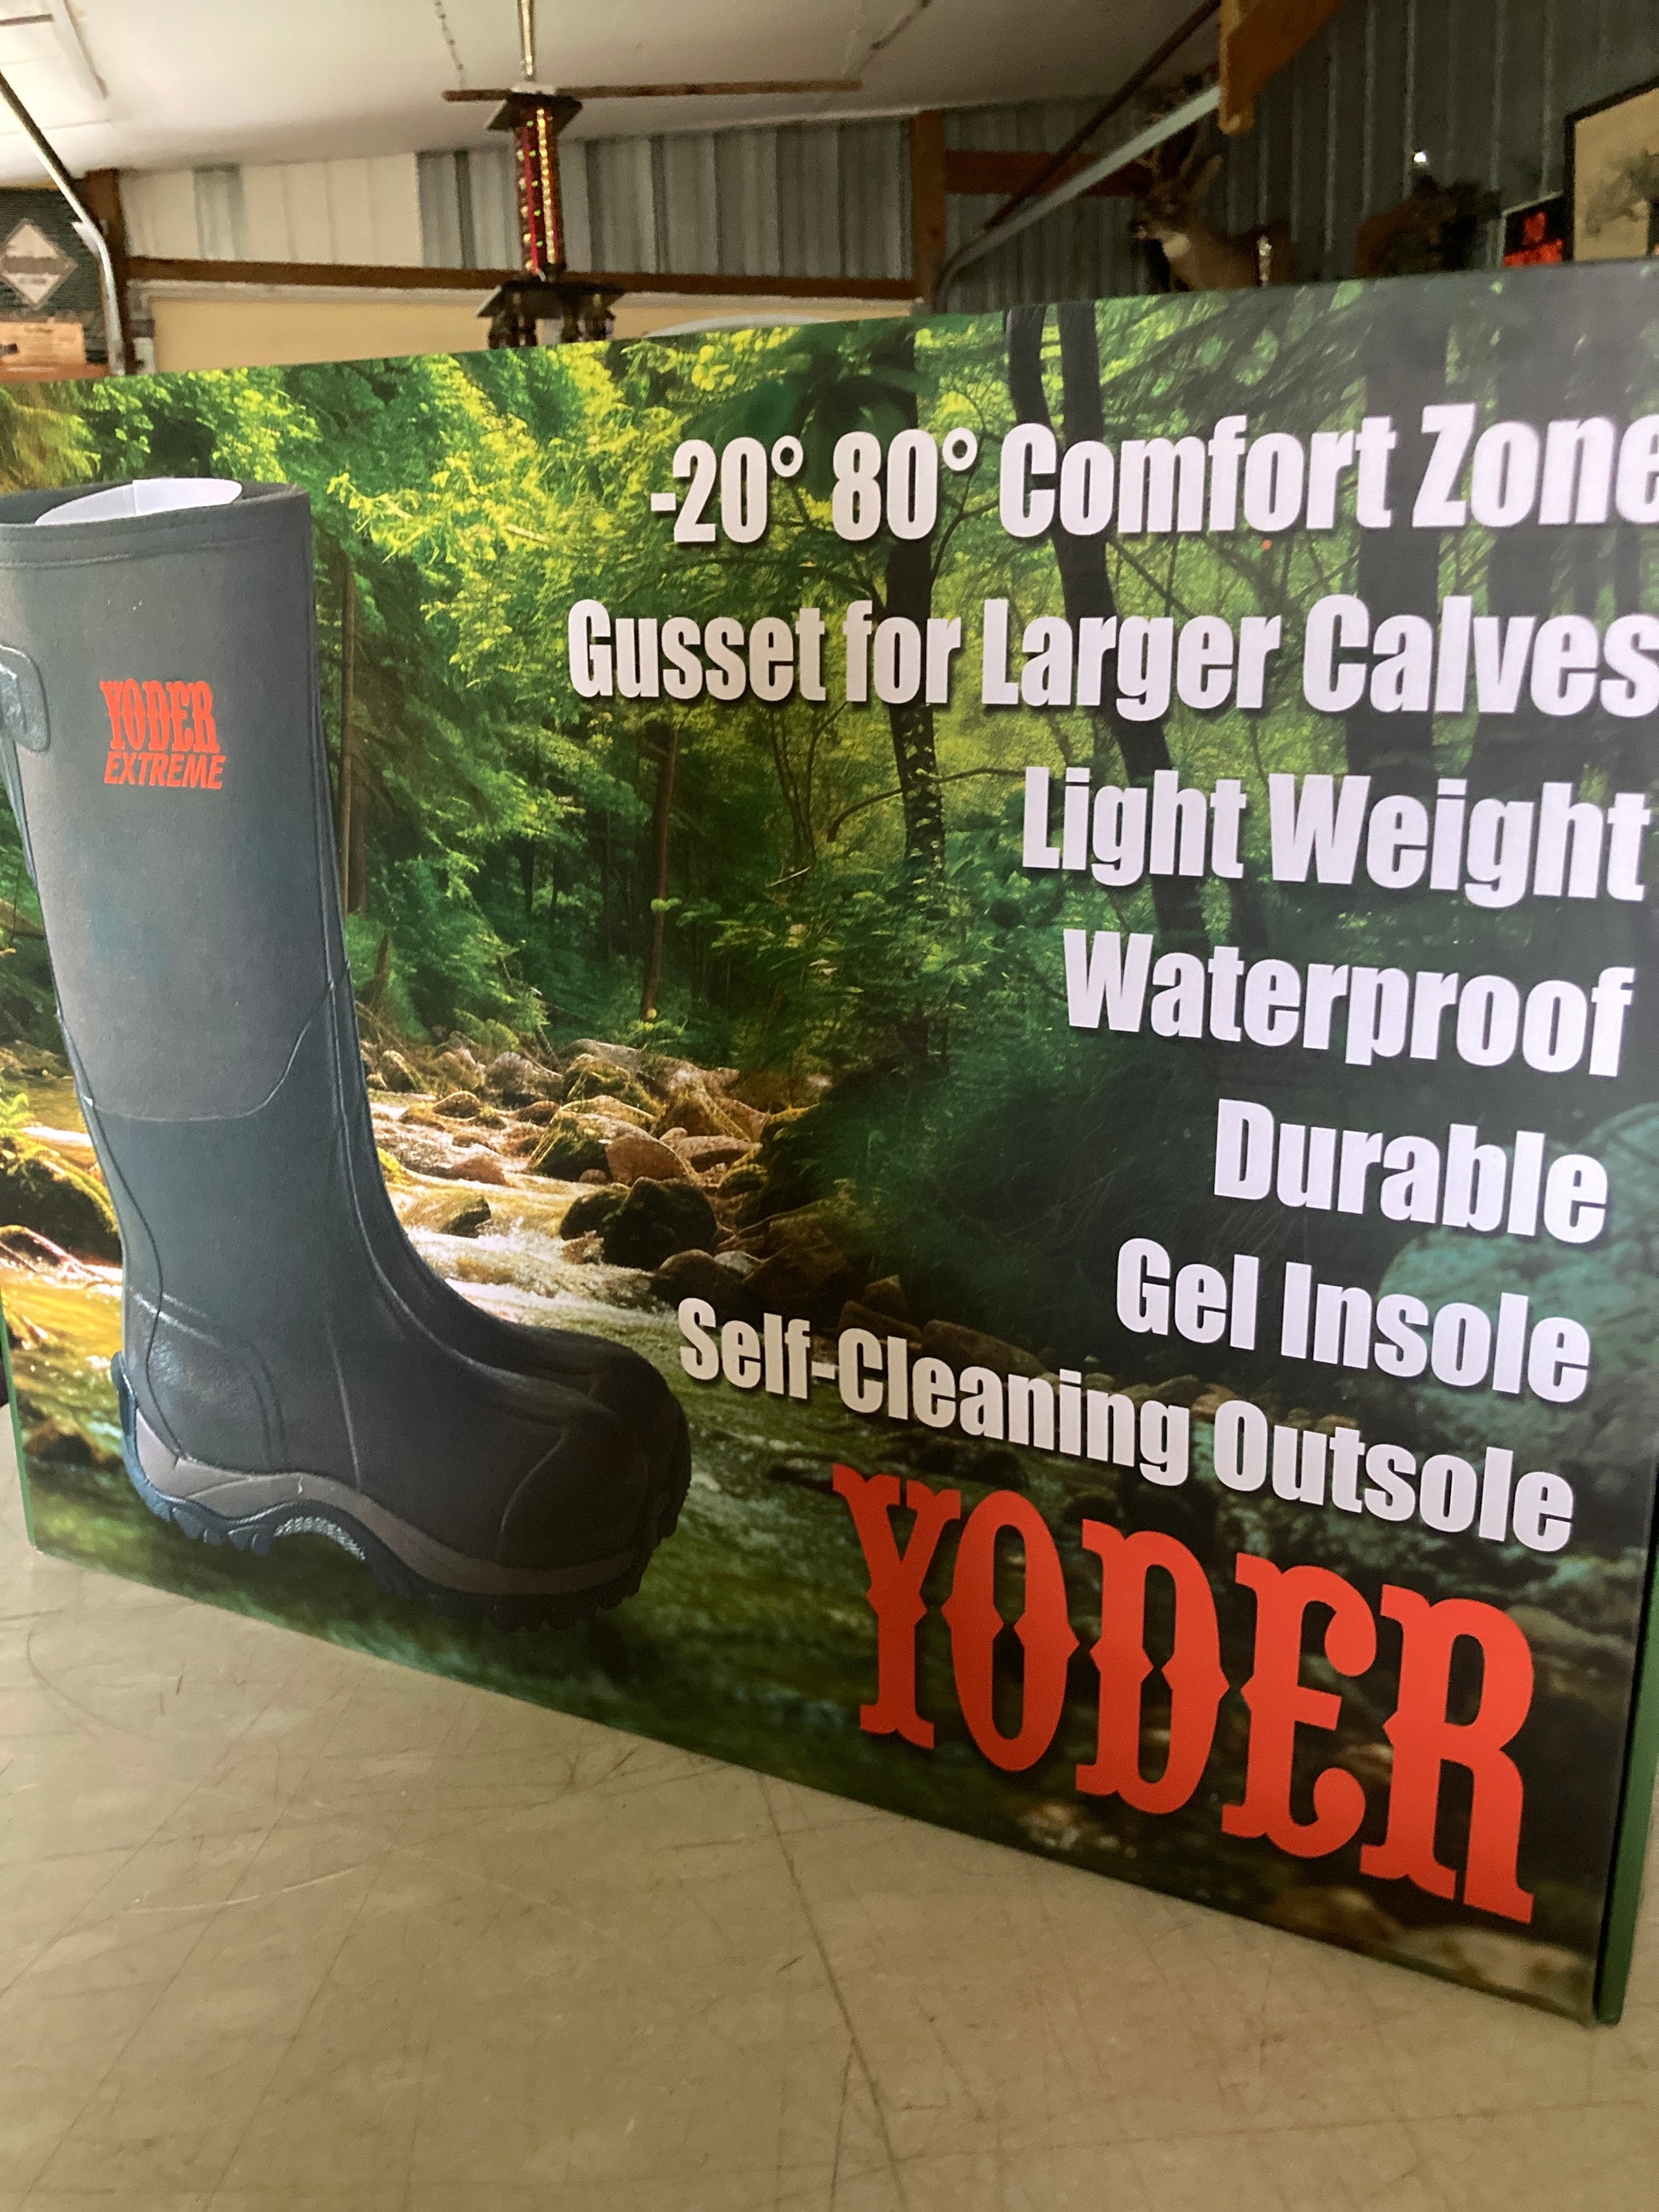 -20° 80° Comfort Zone
Gusset for Larger Calves
Light Weight
Waterproof
Durable
Gel Insole
Self-Cleaning Outsole
YODER
YODER
EXTREME